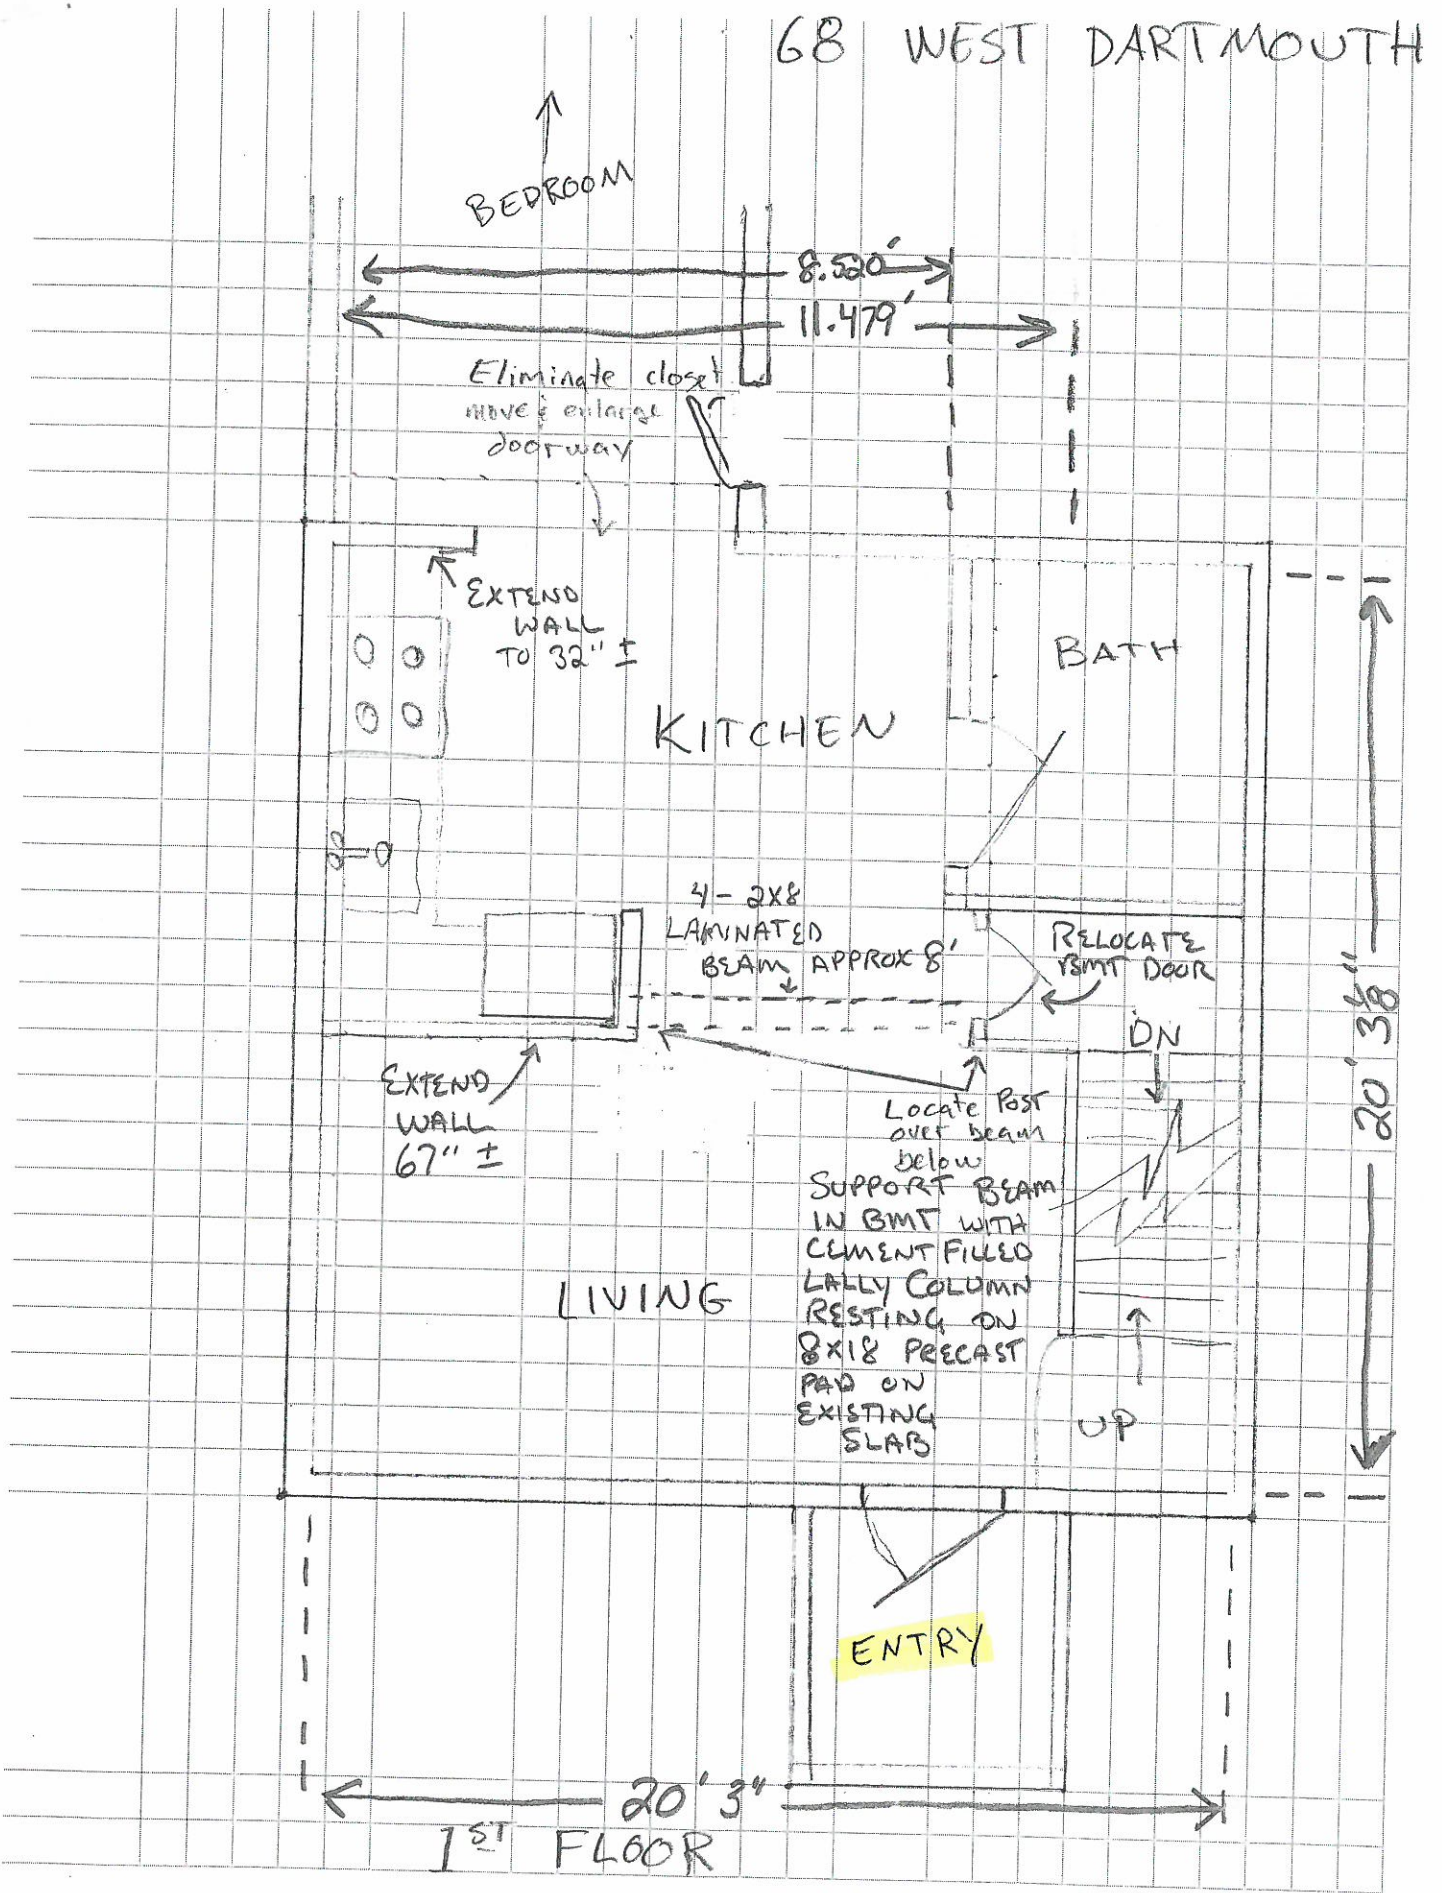 68 WEST DARTMOUTH
BEDROOM
8.520'
11.479'
Eliminate closet
move & enlarge
doorway
EXTEND
WALL
TO 32" ±
BATH
KITCHEN
4 - 2X8
LAMINATED
BEAM APPROX 8'
RELOCATE
BMT DOOR
DN
20' 3 3/8"
EXTEND
WALL
67" ±
Locate Post
over beam
below
SUPPORT BEAM
IN BMT WITH
CEMENT FILLED
LALLY COLUMN
RESTING ON
8X18 PRECAST
PAD ON
EXISTING
SLAB
LIVING
UP
ENTRY
20' 3"
1ST FLOOR